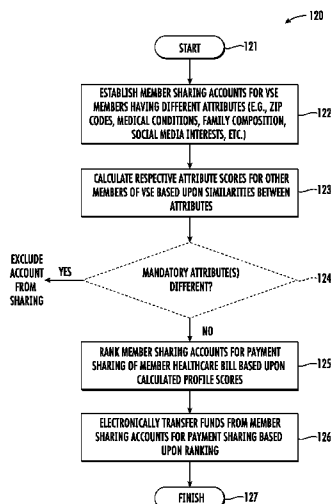 120
START
121
ESTABLISH MEMBER SHARING ACCOUNTS FOR VSE
MEMBERS HAVING DIFFERENT ATTRIBUTES (E.G., ZIP
CODES, MEDICAL CONDITIONS, FAMILY COMPOSITION,
SOCIAL MEDIA INTERESTS, ETC.)
122
CALCULATE RESPECTIVE ATTRIBUTE SCORES FOR OTHER
MEMBERS OF VSE BASED UPON SIMILARITIES BETWEEN
ATTRIBUTES
123
EXCLUDE
ACCOUNT
FROM
SHARING
YES
MANDATORY ATTRIBUTE(S)
DIFFERENT?
124
NO
RANK MEMBER SHARING ACCOUNTS FOR PAYMENT
SHARING OF MEMBER HEALTHCARE BILL BASED UPON
CALCULATED PROFILE SCORES
125
ELECTRONICALLY TRANSFER FUNDS FROM MEMBER
SHARING ACCOUNTS FOR PAYMENT SHARING BASED
UPON RANKING
126
FINISH
127